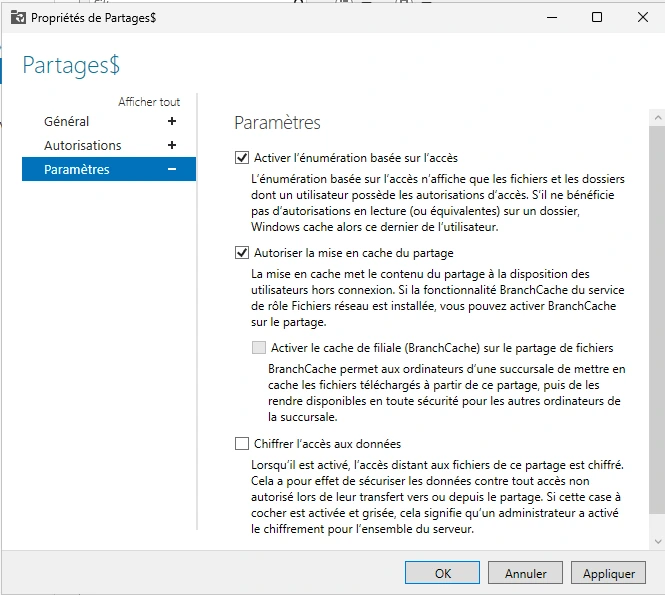 Propriétés de Partages$
Partages$
Afficher tout
Général +
Autorisations +
Paramètres −
Paramètres
Activer l'énumération basée sur l'accès
L'énumération basée sur l'accès n'affiche que les fichiers et les dossiers
dont un utilisateur possède les autorisations d'accès. S'il ne bénéficie
pas d'autorisations en lecture (ou équivalentes) sur un dossier,
Windows cache alors ce dernier de l'utilisateur.
Autoriser la mise en cache du partage
La mise en cache met le contenu du partage à la disposition des
utilisateurs hors connexion. Si la fonctionnalité BranchCache du service
de rôle Fichiers réseau est installée, vous pouvez activer BranchCache
sur le partage.
Activer le cache de filiale (BranchCache) sur le partage de fichiers
BranchCache permet aux ordinateurs d'une succursale de mettre en
cache les fichiers téléchargés à partir de ce partage, puis de les
rendre disponibles en toute sécurité pour les autres ordinateurs de
la succursale.
Chiffrer l'accès aux données
Lorsqu'il est activé, l'accès distant aux fichiers de ce partage est chiffré.
Cela a pour effet de sécuriser les données contre tout accès non
autorisé lors de leur transfert vers ou depuis le partage. Si cette case à
cocher est activée et grisée, cela signifie qu'un administrateur a activé
le chiffrement pour l'ensemble du serveur.
OK Annuler Appliquer